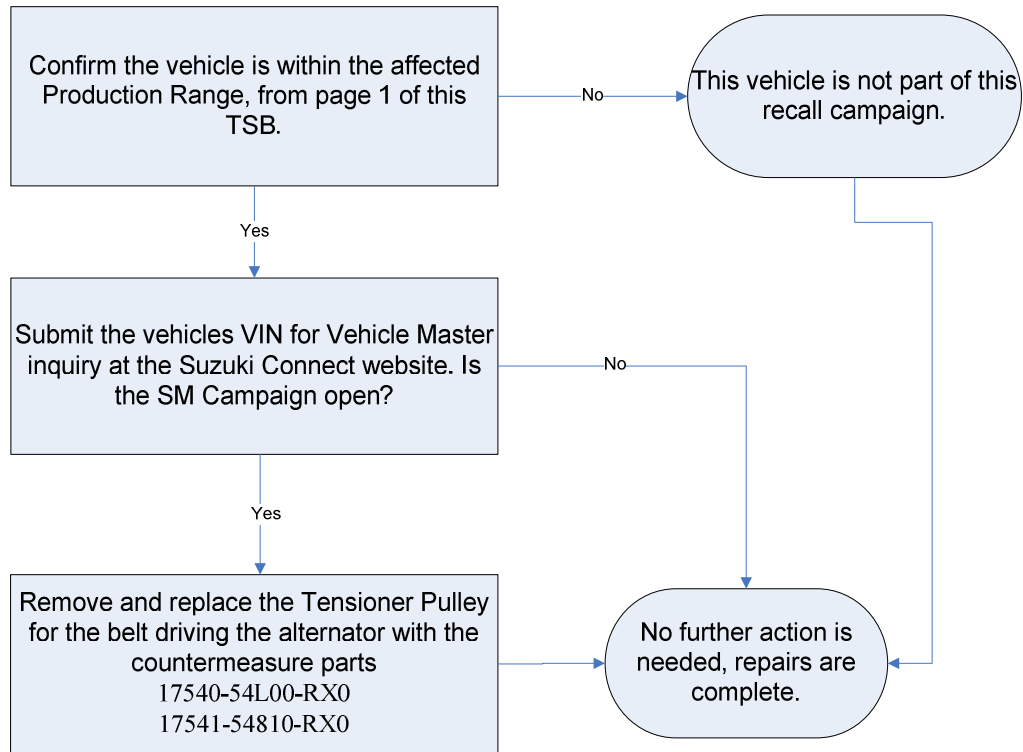 Confirm the vehicle is within the affected
Production Range, from page 1 of this
TSB.
No
This vehicle is not part of this
recall campaign.
Yes
Submit the vehicles VIN for Vehicle Master
inquiry at the Suzuki Connect website. Is
the SM Campaign open?
No
Yes
Remove and replace the Tensioner Pulley
for the belt driving the alternator with the
countermeasure parts
17540-54L00-RX0
17541-54810-RX0
No further action is
needed, repairs are
complete.